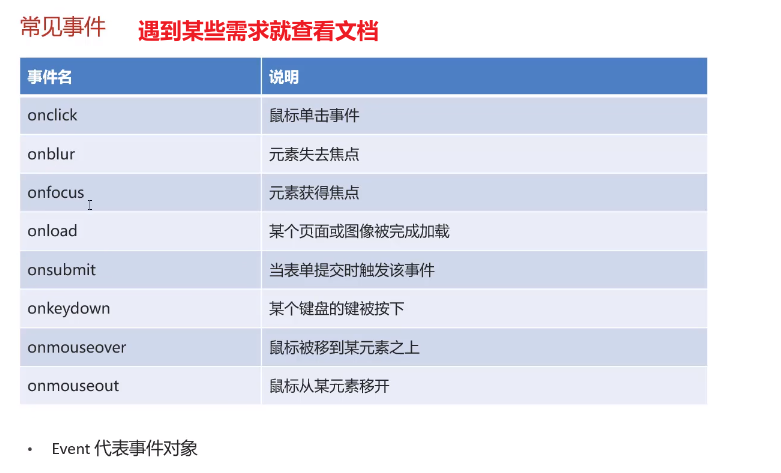 常见事件 遇到某些需求就查看文档
事件名 说明
onclick 鼠标单击事件
onblur 元素失去焦点
onfocus 元素获得焦点
onload 某个页面或图像被完成加载
onsubmit 当表单提交时触发该事件
onkeydown 某个键盘的键被按下
onmouseover 鼠标被移到某元素之上
onmouseout 鼠标从某元素移开
• Event 代表事件对象